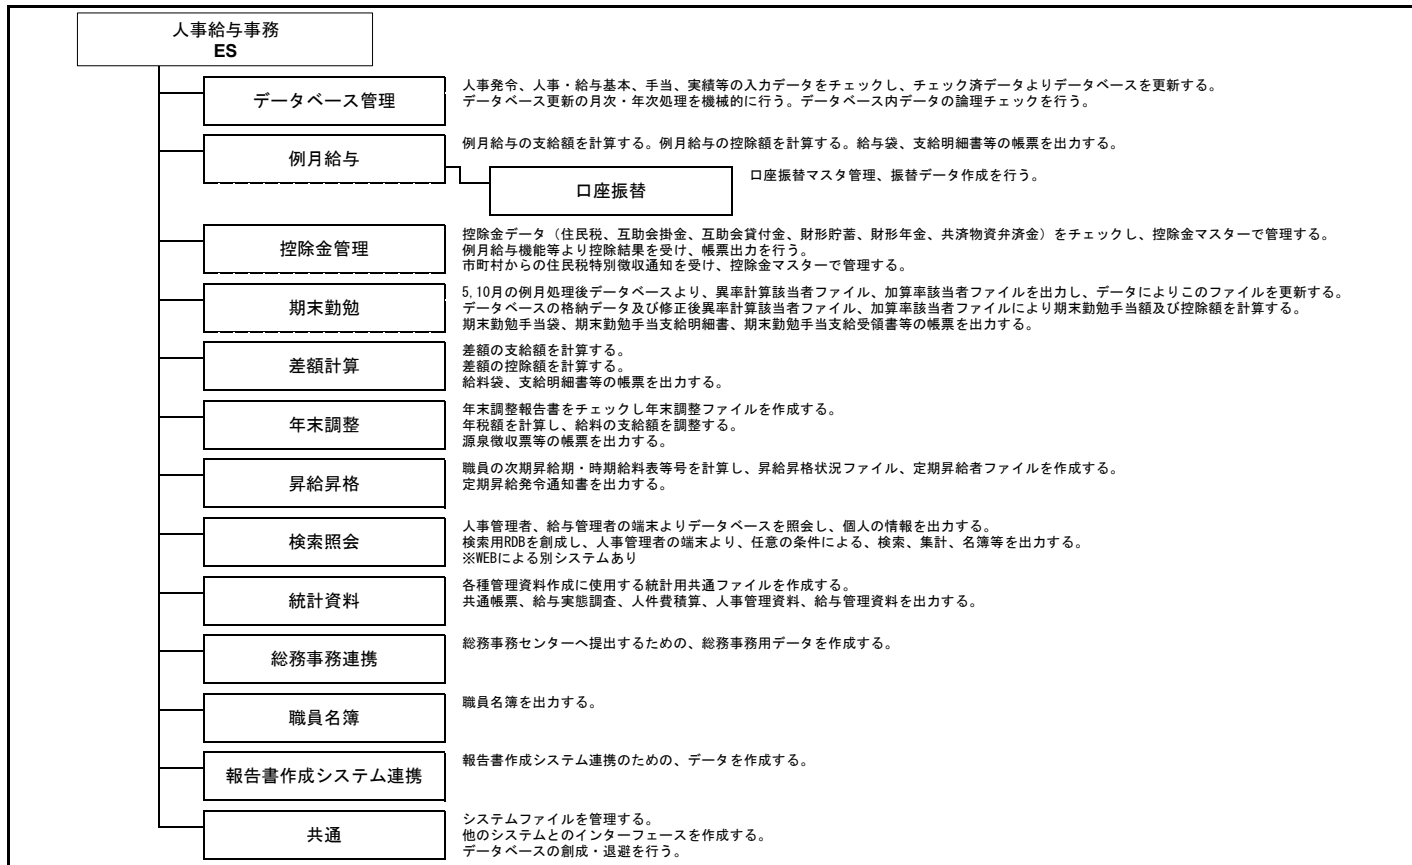 人事給与事務
ES
データベース管理
人事発令、人事・給与基本、手当、実績等の入力データをチェックし、チェック済データよりデータベースを更新する。
データベース更新の月次・年次処理を機械的に行う。データベース内データの論理チェックを行う。
例月給与
例月給与の支給額を計算する。例月給与の控除額を計算する。給与袋、支給明細書等の帳票を出力する。
口座振替
口座振替マスタ管理、振替データ作成を行う。
控除金管理
控除金データ（住民税、互助会掛金、互助会貸付金、財形貯蓄、財形年金、共済物資弁済金）をチェックし、控除金マスターで管理する。
例月給与機能等より控除結果を受け、帳票出力を行う。
市町村からの住民税特別徴収通知を受け、控除金マスターで管理する。
期末勤勉
5,10月の例月処理後データベースより、異率計算該当者ファイル、加算率該当者ファイルを出力し、データによりこのファイルを更新する。
データベースの格納データ及び修正後異率計算該当者ファイル、加算率該当者ファイルにより期末勤勉手当額及び控除額を計算する。
期末勤勉手当袋、期末勤勉手当支給明細書、期末勤勉手当支給受領書等の帳票を出力する。
差額計算
差額の支給額を計算する。
差額の控除額を計算する。
給料袋、支給明細書等の帳票を出力する。
年末調整
年末調整報告書をチェックし年末調整ファイルを作成する。
年税額を計算し、給料の支給額を調整する。
源泉徴収票等の帳票を出力する。
昇給昇格
職員の次期昇給期・時期給料表等号を計算し、昇給昇格状況ファイル、定期昇給者ファイルを作成する。
定期昇給発令通知書を出力する。
検索照会
人事管理者、給与管理者の端末よりデータベースを照会し、個人の情報を出力する。
検索用RDBを創成し、人事管理者の端末より、任意の条件による、検索、集計、名簿等を出力する。
※WEBによる別システムあり
統計資料
各種管理資料作成に使用する統計用共通ファイルを作成する。
共通帳票、給与実態調査、人件費積算、人事管理資料、給与管理資料を出力する。
総務事務連携
総務事務センターへ提出するための、総務事務用データを作成する。
職員名簿
職員名簿を出力する。
報告書作成システム連携
報告書作成システム連携のための、データを作成する。
共通
システムファイルを管理する。
他のシステムとのインターフェースを作成する。
データベースの創成・退避を行う。